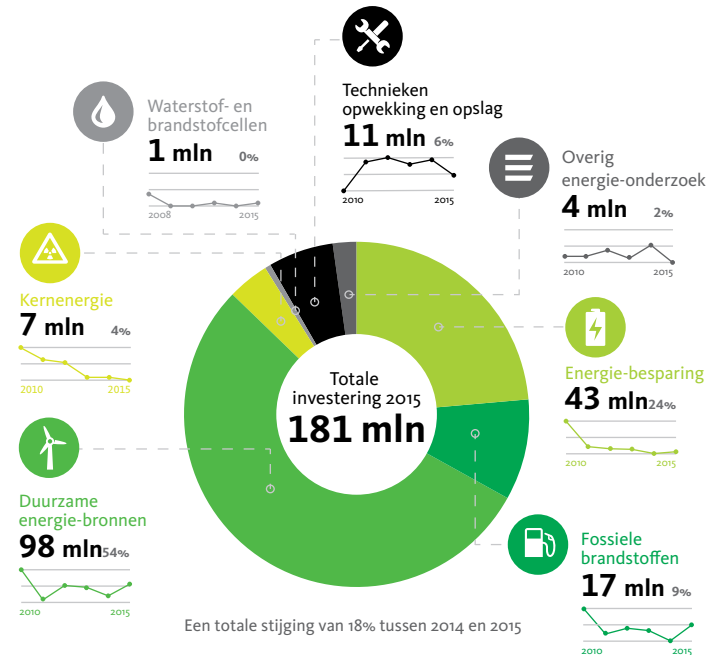 Technieken
opwekking en opslag
11 mln 6%
2010 2015
Waterstof- en
brandstofcellen
1 mln 0%
2008 2015
Overig
energie-onderzoek
4 mln 2%
2010 2015
Kernenergie
7 mln 4%
2010 2015
Energie-besparing
43 mln 24%
2010 2015
Totale
investering 2015
181 mln
Duurzame
energie-bronnen
98 mln 54%
2010 2015
Fossiele
brandstoffen
17 mln 9%
2010 2015
Een totale stijging van 18% tussen 2014 en 2015